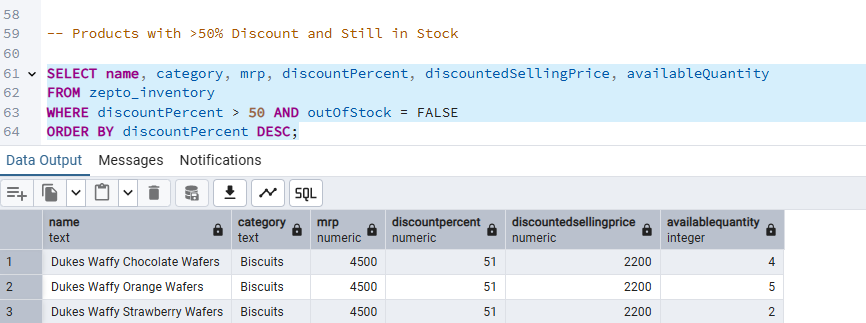 58
59 -- Products with >50% Discount and Still in Stock
60
61 SELECT name, category, mrp, discountPercent, discountedSellingPrice, availableQuantity
62 FROM zepto_inventory
63 WHERE discountPercent > 50 AND outOfStock = FALSE
64 ORDER BY discountPercent DESC;
Data Output Messages Notifications
SQL
name category mrp discountpercent discountedsellingprice availablequantity
text text numeric numeric numeric integer
1 Dukes Waffy Chocolate Wafers Biscuits 4500 51 2200 4
2 Dukes Waffy Orange Wafers Biscuits 4500 51 2200 5
3 Dukes Waffy Strawberry Wafers Biscuits 4500 51 2200 2